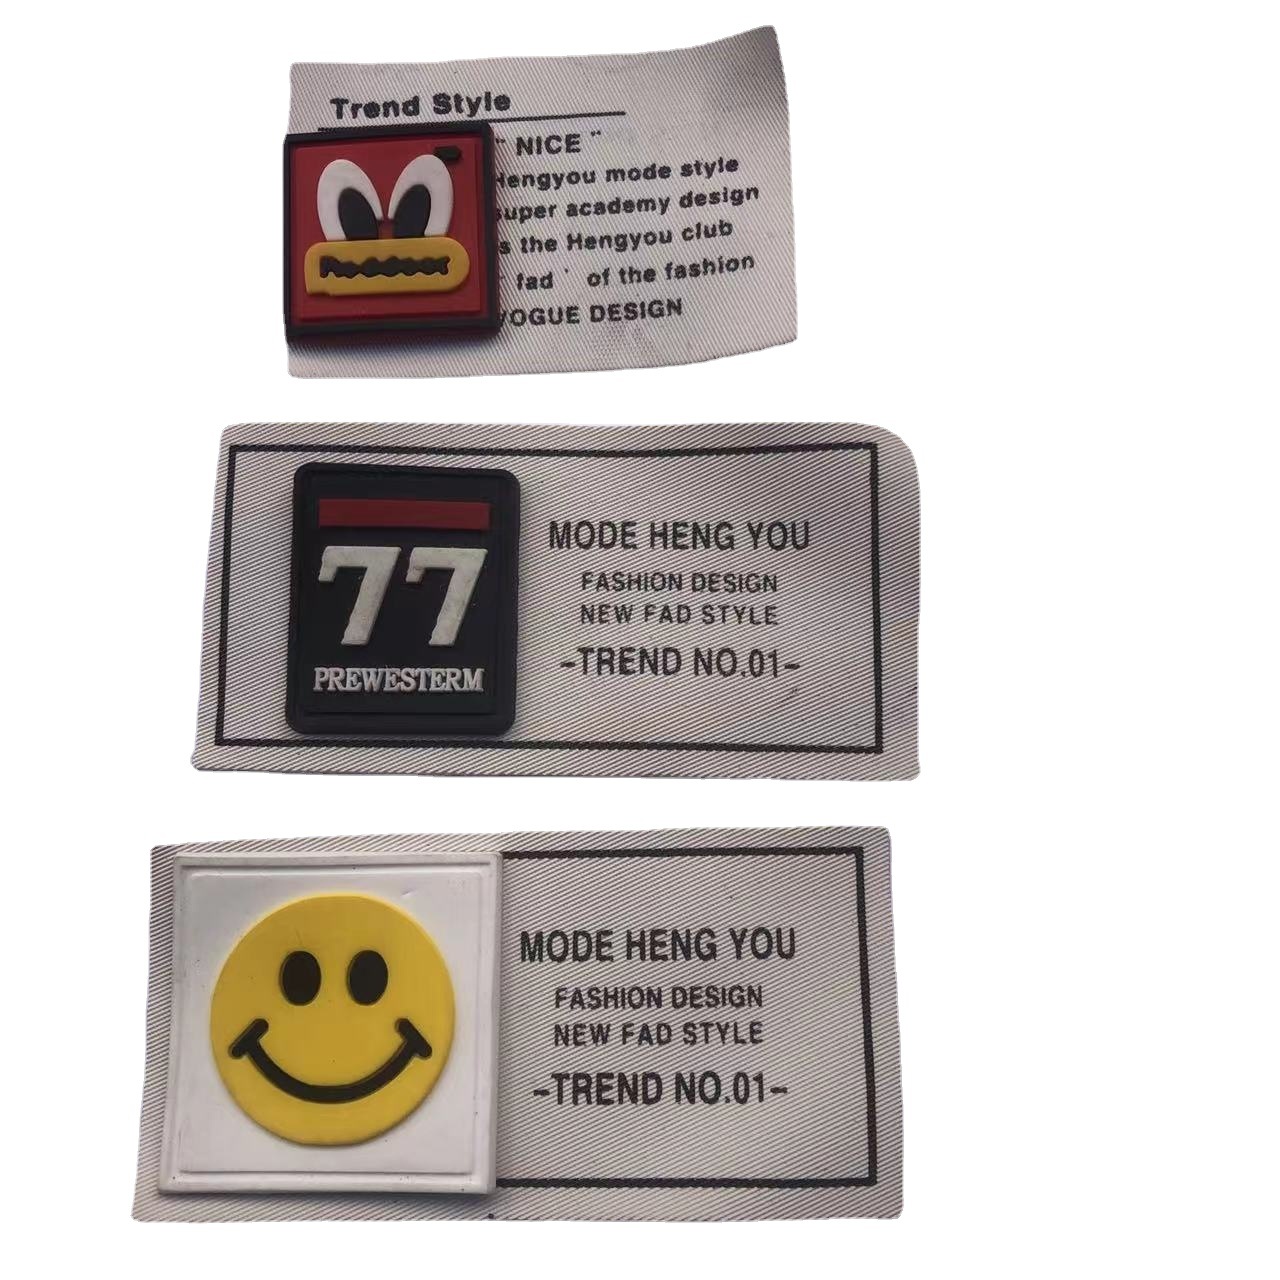 Trend Style
" NICE "
Hengyou mode style
super academy design
s the Hengyou club
fad ' of the fashion
VOGUE DESIGN
77
PREWESTERM
MODE HENG YOU
FASHION DESIGN
NEW FAD STYLE
-TREND NO.01-
MODE HENG YOU
FASHION DESIGN
NEW FAD STYLE
-TREND NO.01-